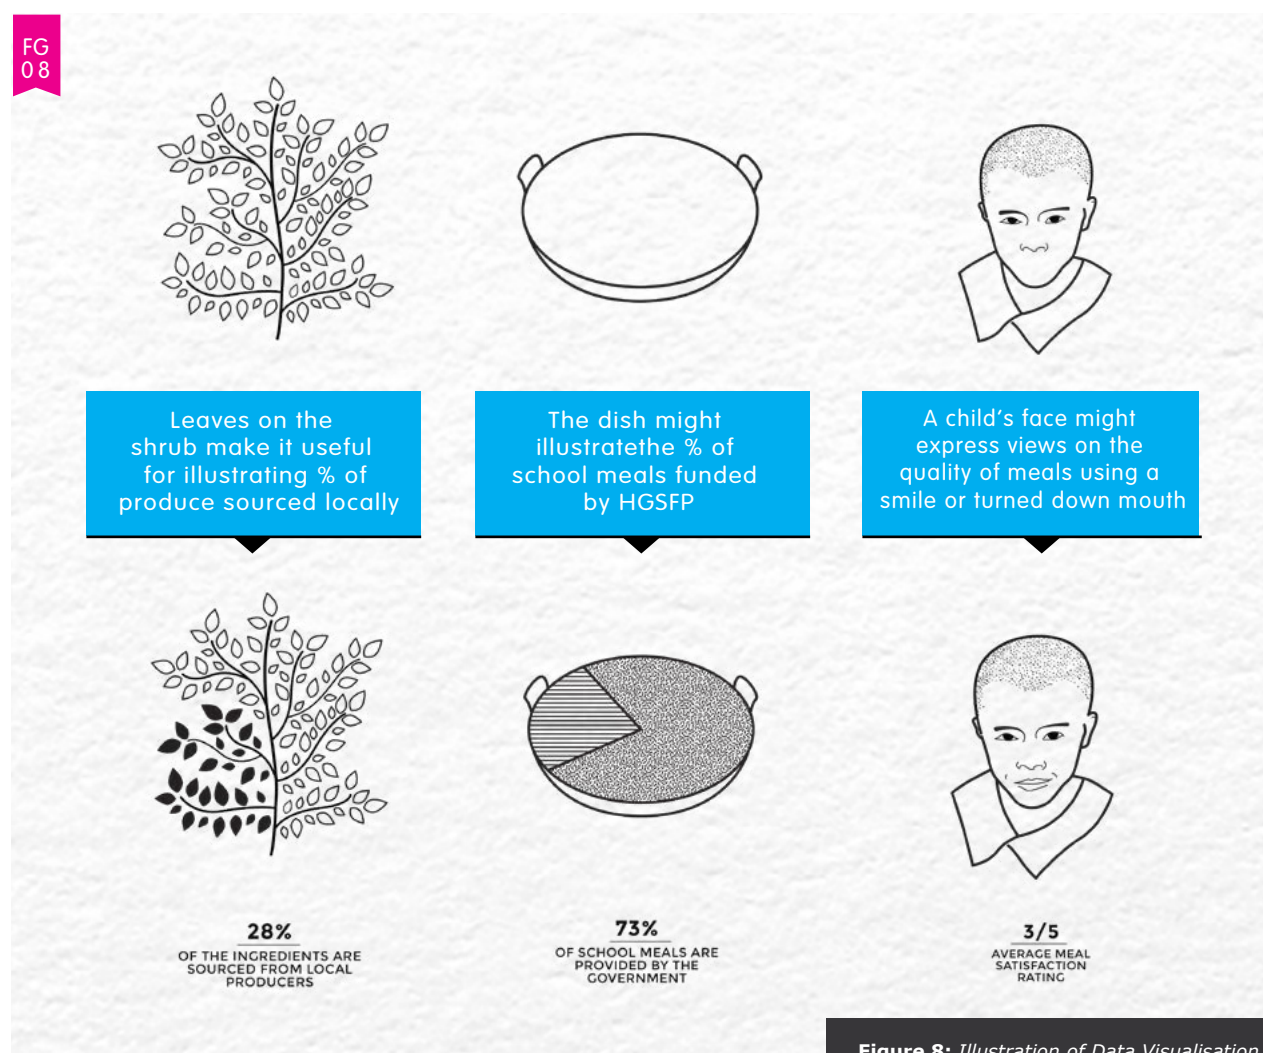 FG
08
Leaves on the
shrub make it useful
for illustrating % of
produce sourced locally
The dish might
illustratethe % of
school meals funded
by HGSFP
A child's face might
express views on the
quality of meals using a
smile or turned down mouth
28%
OF THE INGREDIENTS ARE
SOURCED FROM LOCAL
PRODUCERS
73%
OF SCHOOL MEALS ARE
PROVIDED BY THE
GOVERNMENT
3/5
AVERAGE MEAL
SATISFACTION
RATING
Figure 8: Illustration of Data Visualisation